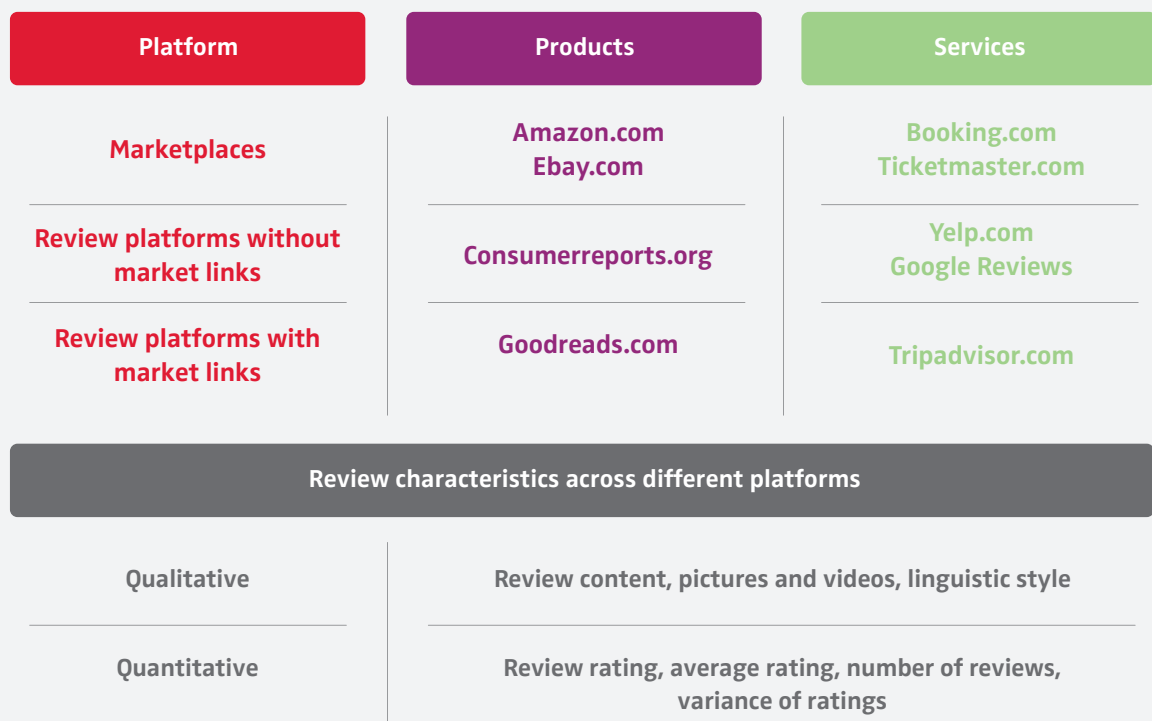 Platform
Products
Services
Marketplaces
Amazon.com
Ebay.com
Booking.com
Ticketmaster.com
Review platforms without
market links
Consumerreports.org
Yelp.com
Google Reviews
Review platforms with
market links
Goodreads.com
Tripadvisor.com
Review characteristics across different platforms
Qualitative
Review content, pictures and videos, linguistic style
Quantitative
Review rating, average rating, number of reviews,
variance of ratings